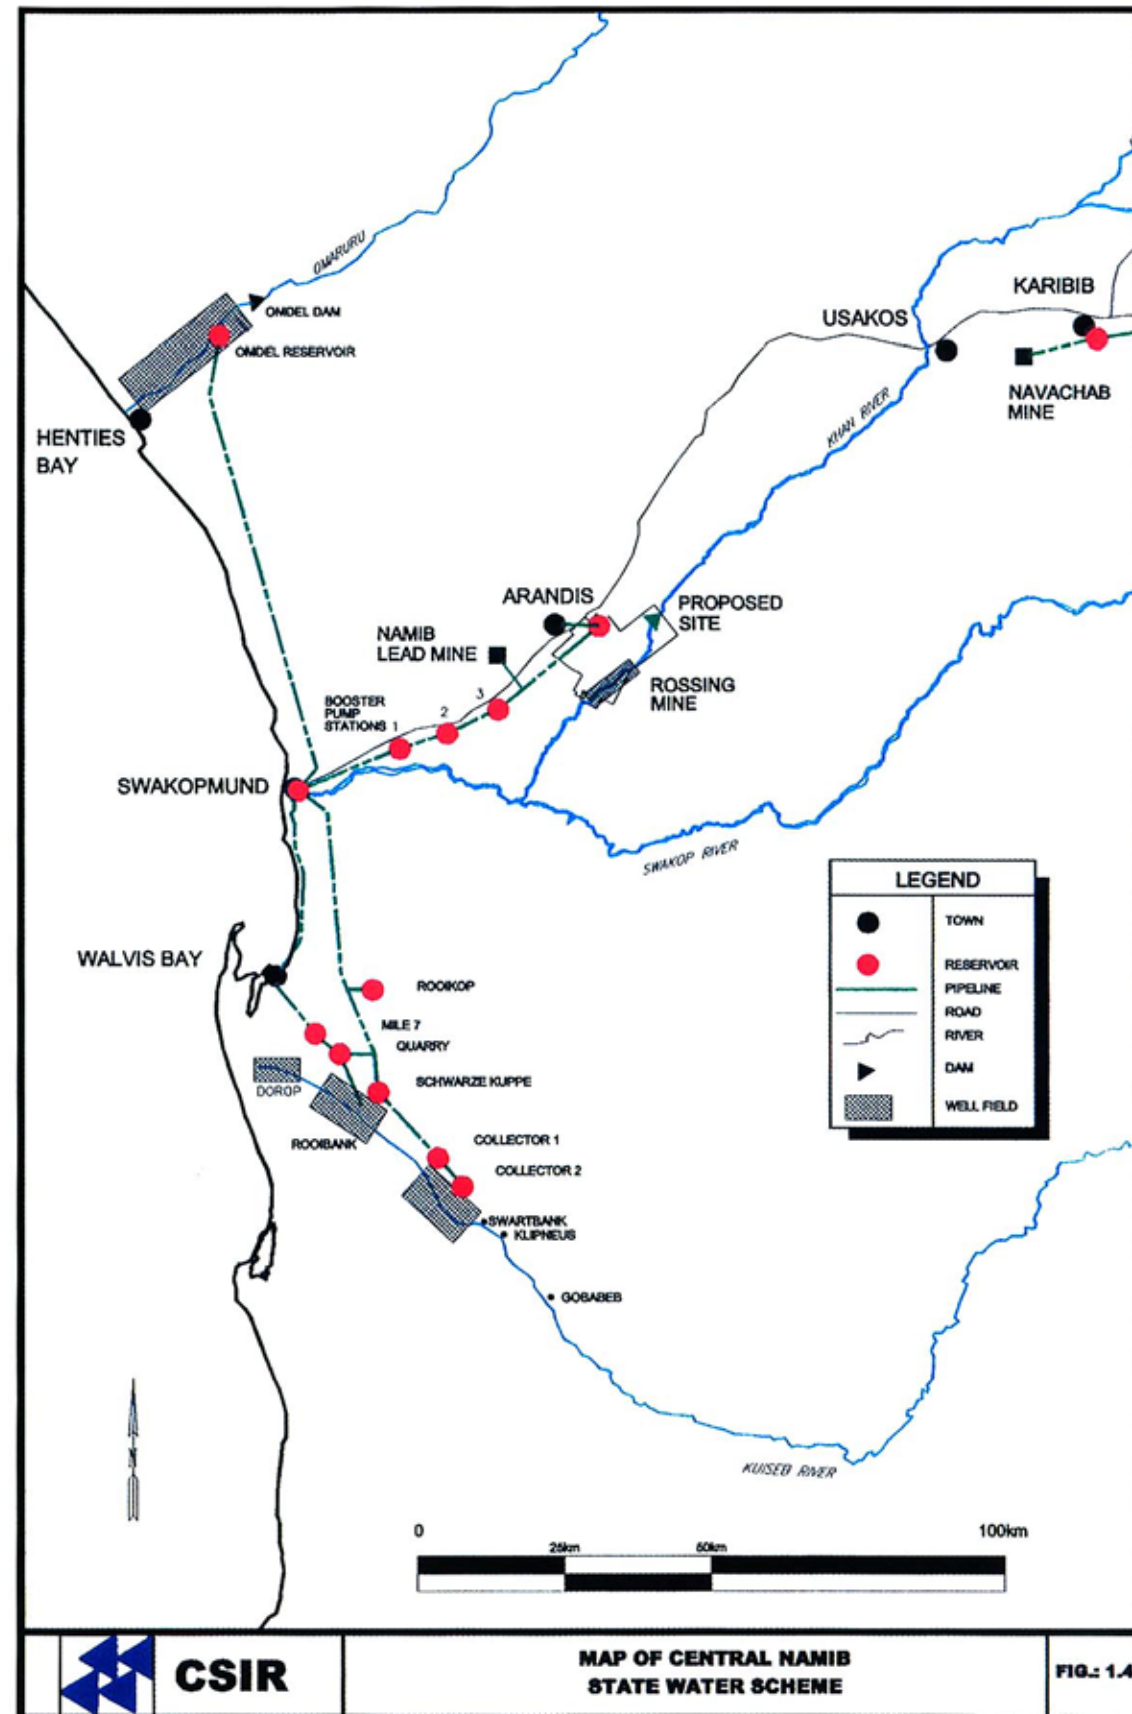 OMARURU
OMDEL DAM
OMDEL RESERVOIR
HENTIES
BAY
KARIBIB
USAKOS
NAVACHAB
MINE
KHAN RIVER
ARANDIS
PROPOSED
SITE
NAMIB
LEAD MINE
ROSSING
MINE
BOOSTER
PUMP
STATIONS 1
2
3
SWAKOPMUND
SWAKOP RIVER
WALVIS BAY
ROOIKOP
MILE 7
QUARRY
SCHWARZE KUPPE
DOROP
ROOIBANK
COLLECTOR 1
COLLECTOR 2
SWARTBANK
KLIPNEUS
GOBABEB
KUISEB RIVER
LEGEND
TOWN
RESERVOIR
PIPELINE
ROAD
RIVER
DAM
WELL FIELD
N
0 100km
25km 50km
CSIR
MAP OF CENTRAL NAMIB
STATE WATER SCHEME
FIG.: 1.4